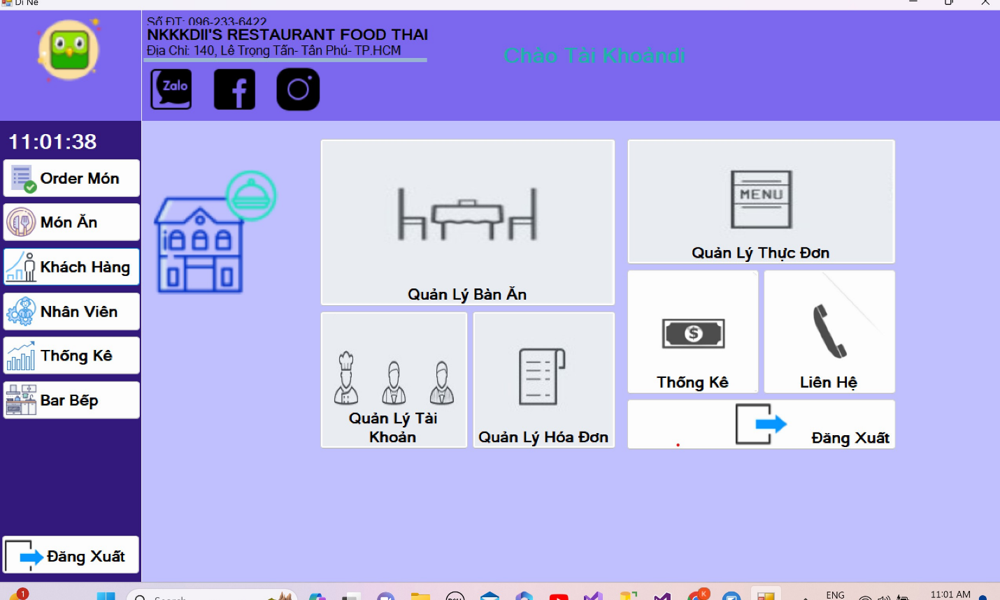 Di Ne
Số ĐT: 096-233-6422
NKKKDII'S RESTAURANT FOOD THAI
Địa Chỉ: 140, Lê Trọng Tấn- Tân Phú- TP.HCM
Chào Tài Khoảndi
Zalo
11:01:38
Order Món
Món Ăn
Khách Hàng
Nhân Viên
Thống Kê
Bar Bếp
Đăng Xuất
Quản Lý Bàn Ăn
MENU
Quản Lý Thực Đơn
Quản Lý Tài
Khoản
Quản Lý Hóa Đơn
Thống Kê
Liên Hệ
Đăng Xuất
1
Search
K
ENG
11:01 AM